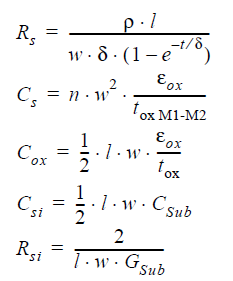 R_s = ρ · l / (w · δ · (1 – e^(–t/δ)))
C_s = n · w² · ε_ox / t_ox M1-M2
C_ox = 1/2 · l · w · ε_ox / t_ox
C_si = 1/2 · l · w · C_Sub
R_si = 2 / (l · w · G_Sub)